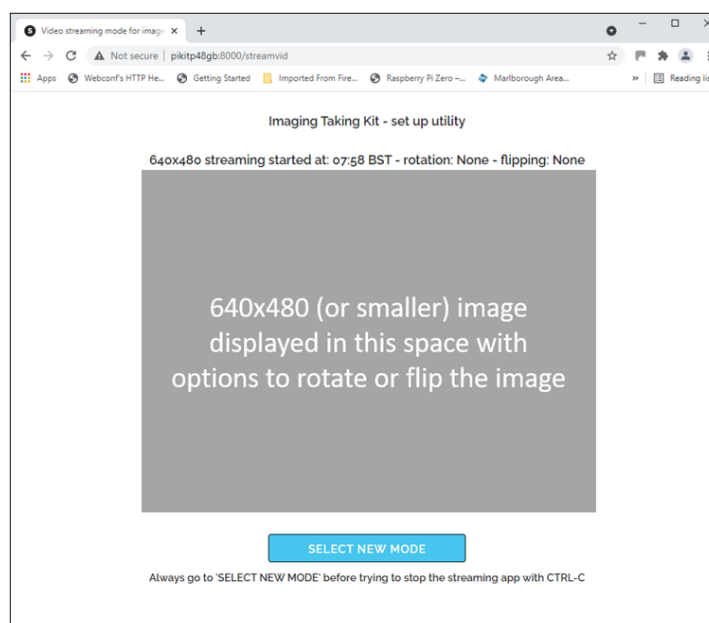 Video streaming mode for imag
Not secure | pikitp48gb:8000/streamvid
Apps Webconf's HTTP He... Getting Started Imported From Fire... Raspberry Pi Zero –... Marlborough Area... » Reading lis
Imaging Taking Kit - set up utility
640x480 streaming started at: 07:58 BST - rotation: None - flipping: None
640x480 (or smaller) image
displayed in this space with
options to rotate or flip the image
SELECT NEW MODE
Always go to 'SELECT NEW MODE' before trying to stop the streaming app with CTRL-C